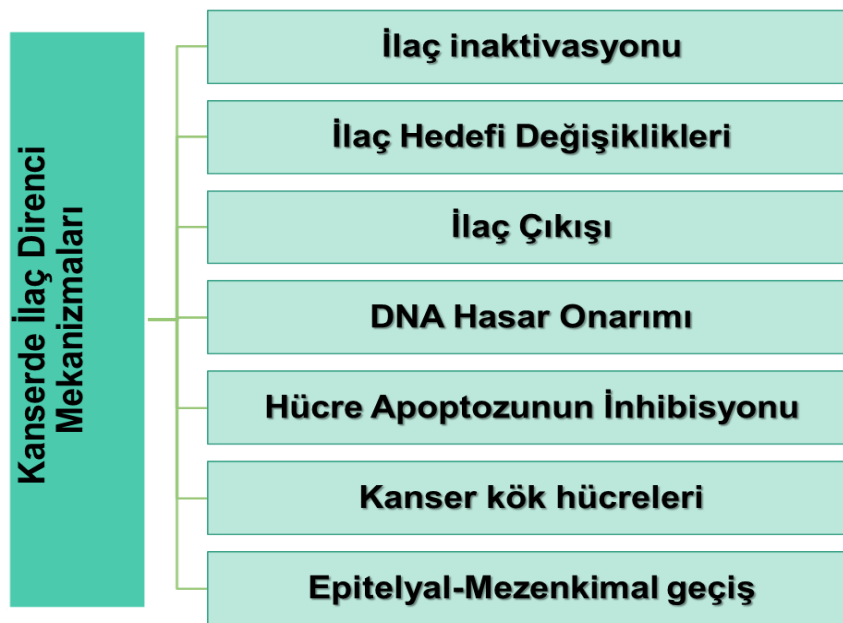 Kanserde İlaç Direnci
Mekanizmaları
İlaç inaktivasyonu
İlaç Hedefi Değişiklikleri
İlaç Çıkışı
DNA Hasar Onarımı
Hücre Apoptozunun İnhibisyonu
Kanser kök hücreleri
Epitelyal-Mezenkimal geçiş